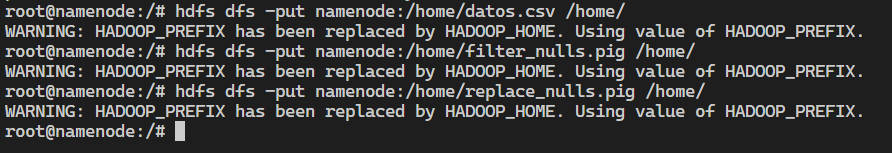 root@namenode:/# hdfs dfs -put namenode:/home/datos.csv /home/
WARNING: HADOOP_PREFIX has been replaced by HADOOP_HOME. Using value of HADOOP_PREFIX.
root@namenode:/# hdfs dfs -put namenode:/home/filter_nulls.pig /home/
WARNING: HADOOP_PREFIX has been replaced by HADOOP_HOME. Using value of HADOOP_PREFIX.
root@namenode:/# hdfs dfs -put namenode:/home/replace_nulls.pig /home/
WARNING: HADOOP_PREFIX has been replaced by HADOOP_HOME. Using value of HADOOP_PREFIX.
root@namenode:/#